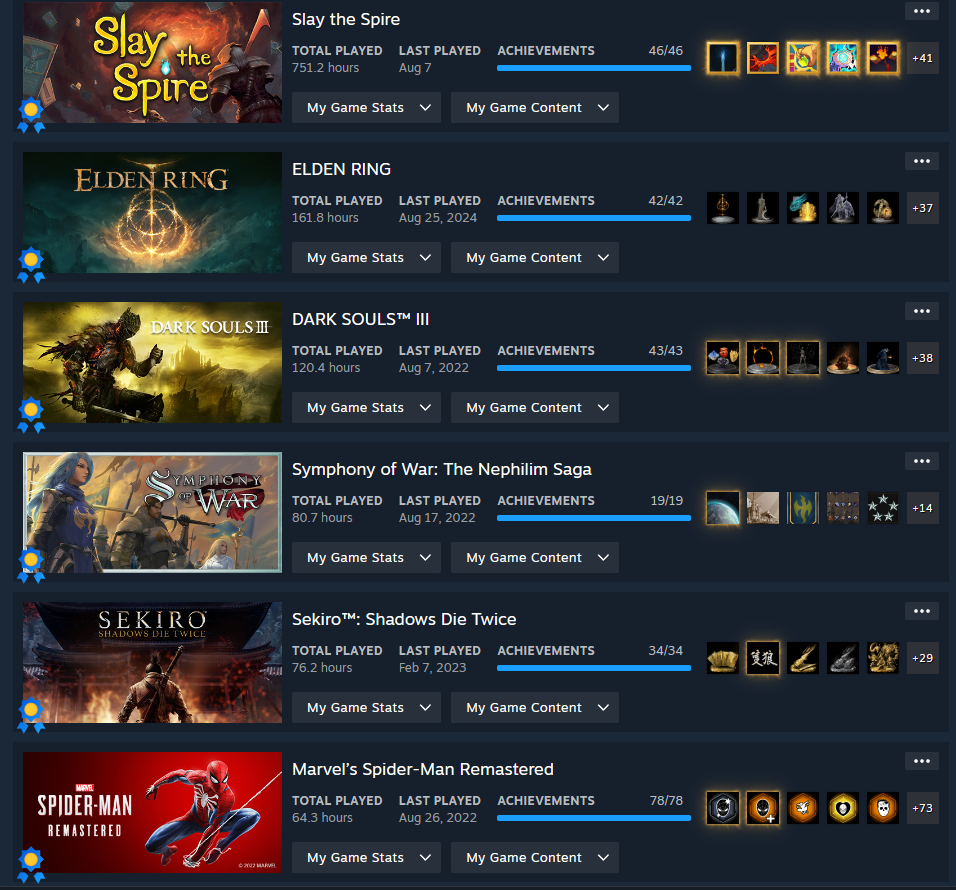 Slay the Spire
Slay the Spire
TOTAL PLAYED LAST PLAYED ACHIEVEMENTS 46/46
751.2 hours Aug 7
+41
My Game Stats My Game Content
ELDEN RING
ELDEN RING
TOTAL PLAYED LAST PLAYED ACHIEVEMENTS 42/42
161.8 hours Aug 25, 2024
+37
My Game Stats My Game Content
DARK SOULS III
DARK SOULS™ III
TOTAL PLAYED LAST PLAYED ACHIEVEMENTS 43/43
120.4 hours Aug 7, 2022
+38
My Game Stats My Game Content
SYMPHONY OF WAR
Symphony of War: The Nephilim Saga
TOTAL PLAYED LAST PLAYED ACHIEVEMENTS 19/19
80.7 hours Aug 17, 2022
+14
My Game Stats My Game Content
SEKIRO
SHADOWS DIE TWICE
Sekiro™: Shadows Die Twice
TOTAL PLAYED LAST PLAYED ACHIEVEMENTS 34/34
76.2 hours Feb 7, 2023
隻狼
+29
My Game Stats My Game Content
MARVEL
SPIDER-MAN
REMASTERED
© 2022 MARVEL
Marvel’s Spider-Man Remastered
TOTAL PLAYED LAST PLAYED ACHIEVEMENTS 78/78
64.3 hours Aug 26, 2022
+73
My Game Stats My Game Content